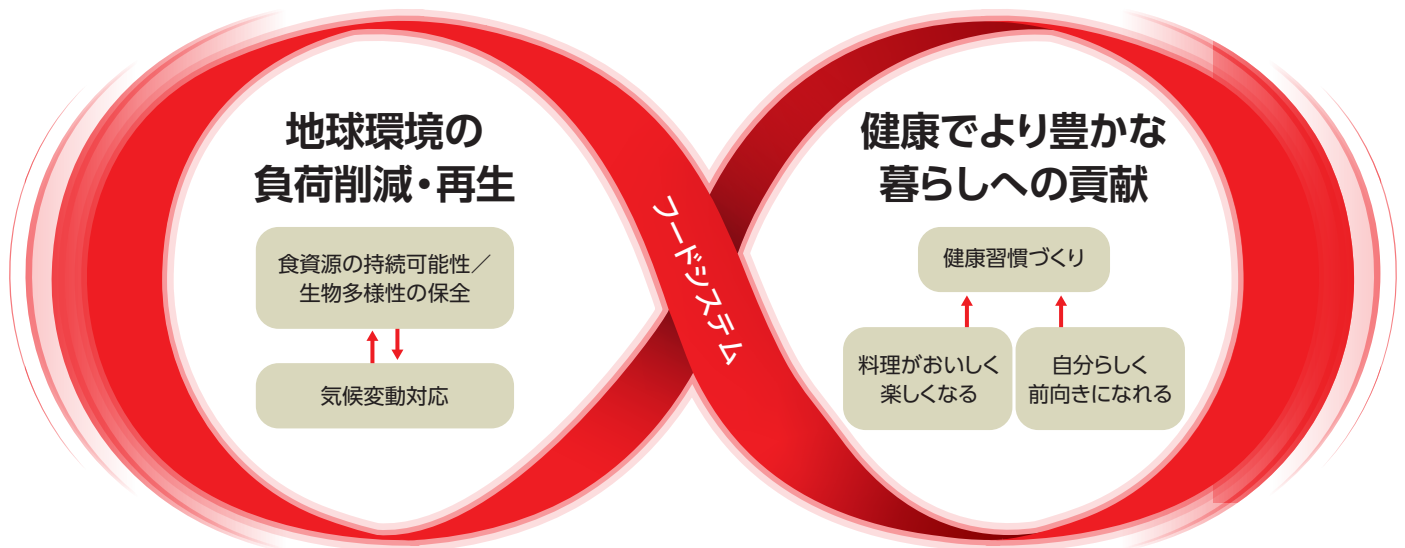 地球環境の
負荷削減・再生
食資源の持続可能性／
生物多様性の保全
気候変動対応
フードシステム
健康でより豊かな
暮らしへの貢献
健康習慣づくり
料理がおいしく
楽しくなる
自分らしく
前向きになれる